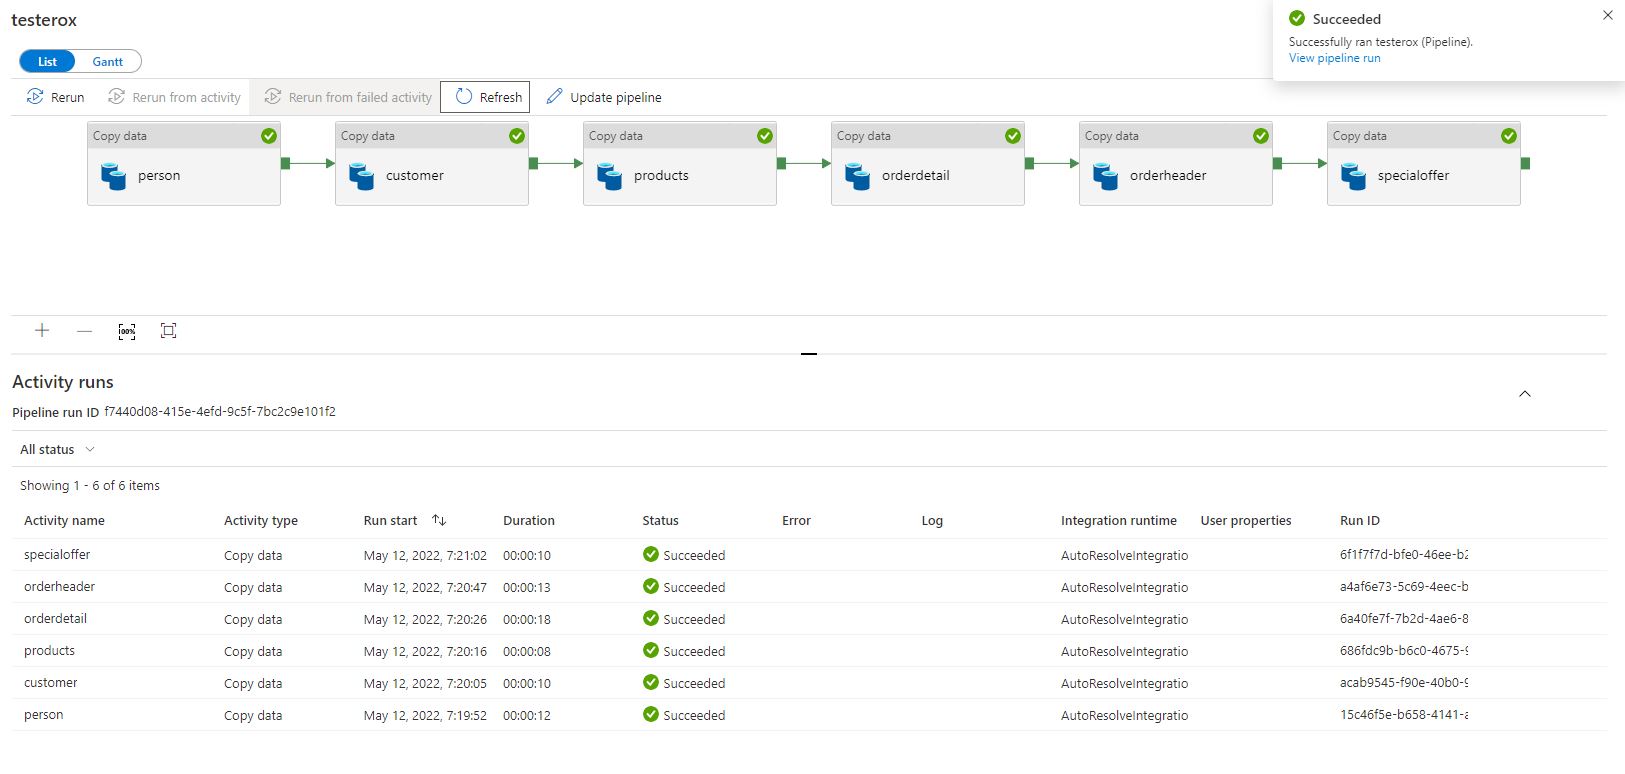 testerox
Succeeded
Successfully ran testerox (Pipeline).
View pipeline run
List Gantt
Rerun Rerun from activity Rerun from failed activity Refresh Update pipeline
Copy data Copy data Copy data Copy data Copy data Copy data
person customer products orderdetail orderheader specialoffer
100%
Activity runs
Pipeline run ID f7440d08-415e-4efd-9c5f-7bc2c9e101f2
All status
Showing 1 - 6 of 6 items
Activity name Activity type Run start Duration Status Error Log Integration runtime User properties Run ID
specialoffer Copy data May 12, 2022, 7:21:02 00:00:10 Succeeded AutoResolveIntegratio 6f1f7f7d-bfe0-46ee-b2
orderheader Copy data May 12, 2022, 7:20:47 00:00:13 Succeeded AutoResolveIntegratio a4af6e73-5c69-4eec-b
orderdetail Copy data May 12, 2022, 7:20:26 00:00:18 Succeeded AutoResolveIntegratio 6a40fe7f-7b2d-4ae6-8
products Copy data May 12, 2022, 7:20:16 00:00:08 Succeeded AutoResolveIntegratio 686fdc9b-b6c0-4675-9
customer Copy data May 12, 2022, 7:20:05 00:00:10 Succeeded AutoResolveIntegratio acab9545-f90e-40b0-9
person Copy data May 12, 2022, 7:19:52 00:00:12 Succeeded AutoResolveIntegratio 15c46f5e-b658-4141-a